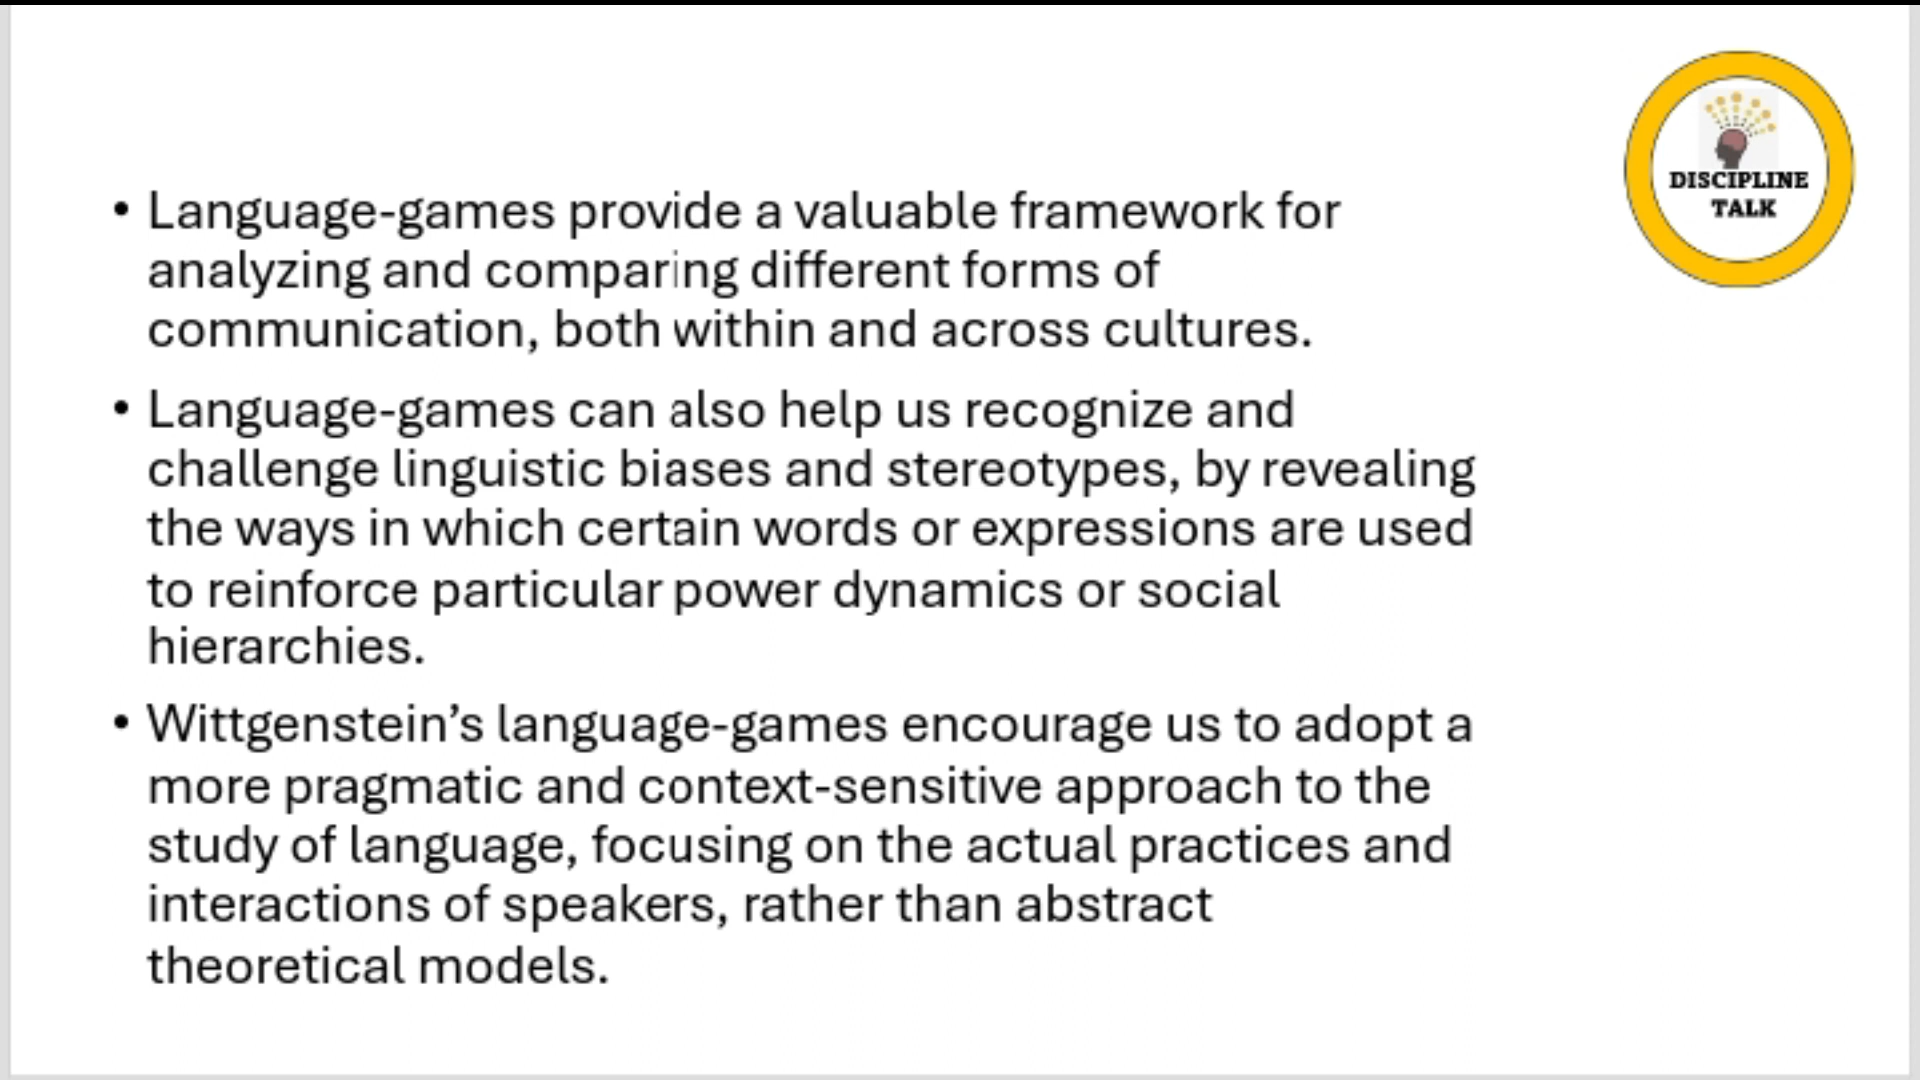 • Language-games provide a valuable framework for
analyzing and comparing different forms of
communication, both within and across cultures.
• Language-games can also help us recognize and
challenge linguistic biases and stereotypes, by revealing
the ways in which certain words or expressions are used
to reinforce particular power dynamics or social
hierarchies.
• Wittgenstein’s language-games encourage us to adopt a
more pragmatic and context-sensitive approach to the
study of language, focusing on the actual practices and
interactions of speakers, rather than abstract
theoretical models.
DISCIPLINE
TALK